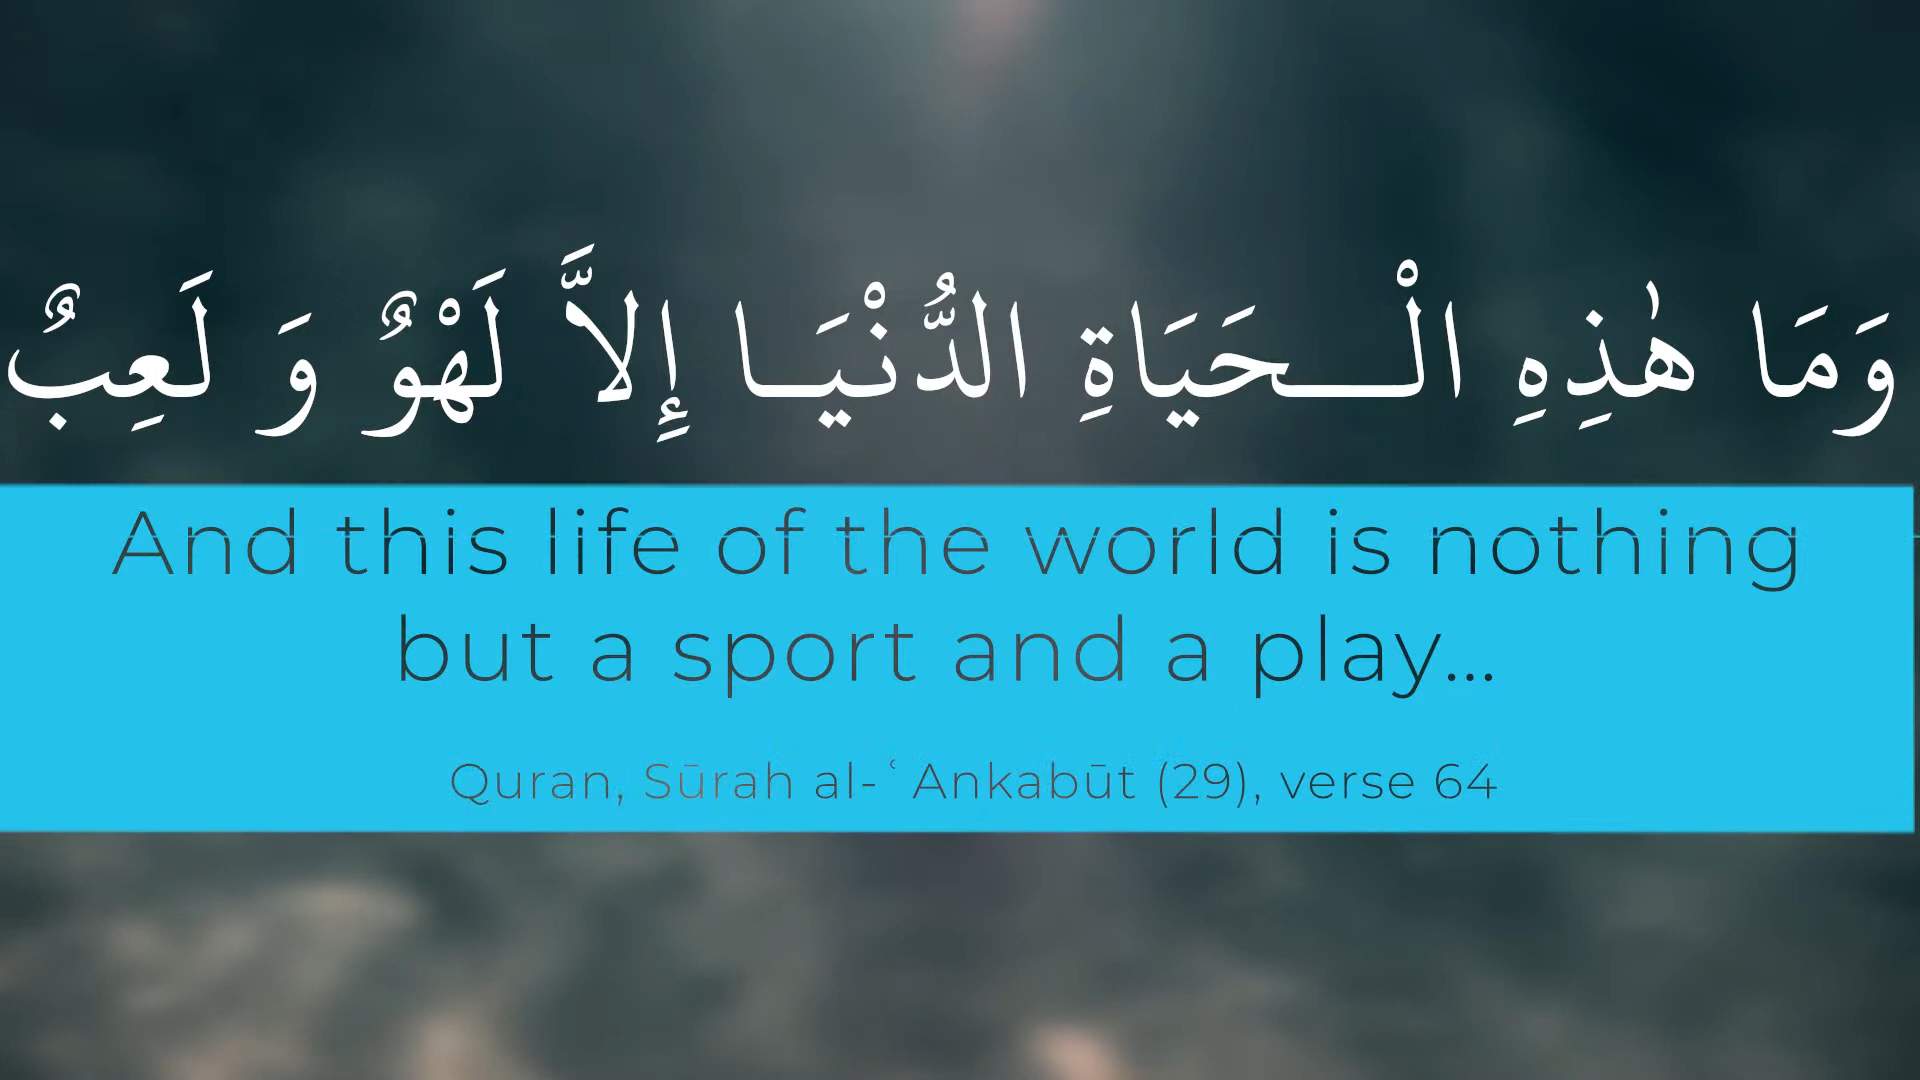 وَمَا هٰذِهِ الْـــحَيَاةِ الدُّنْيَـا إِلاَّ لَهْوٌ وَ لَعِبٌ
And this life of the world is nothing
but a sport and a play...
Quran, Sūrah al-ʿAnkabūt (29), verse 64